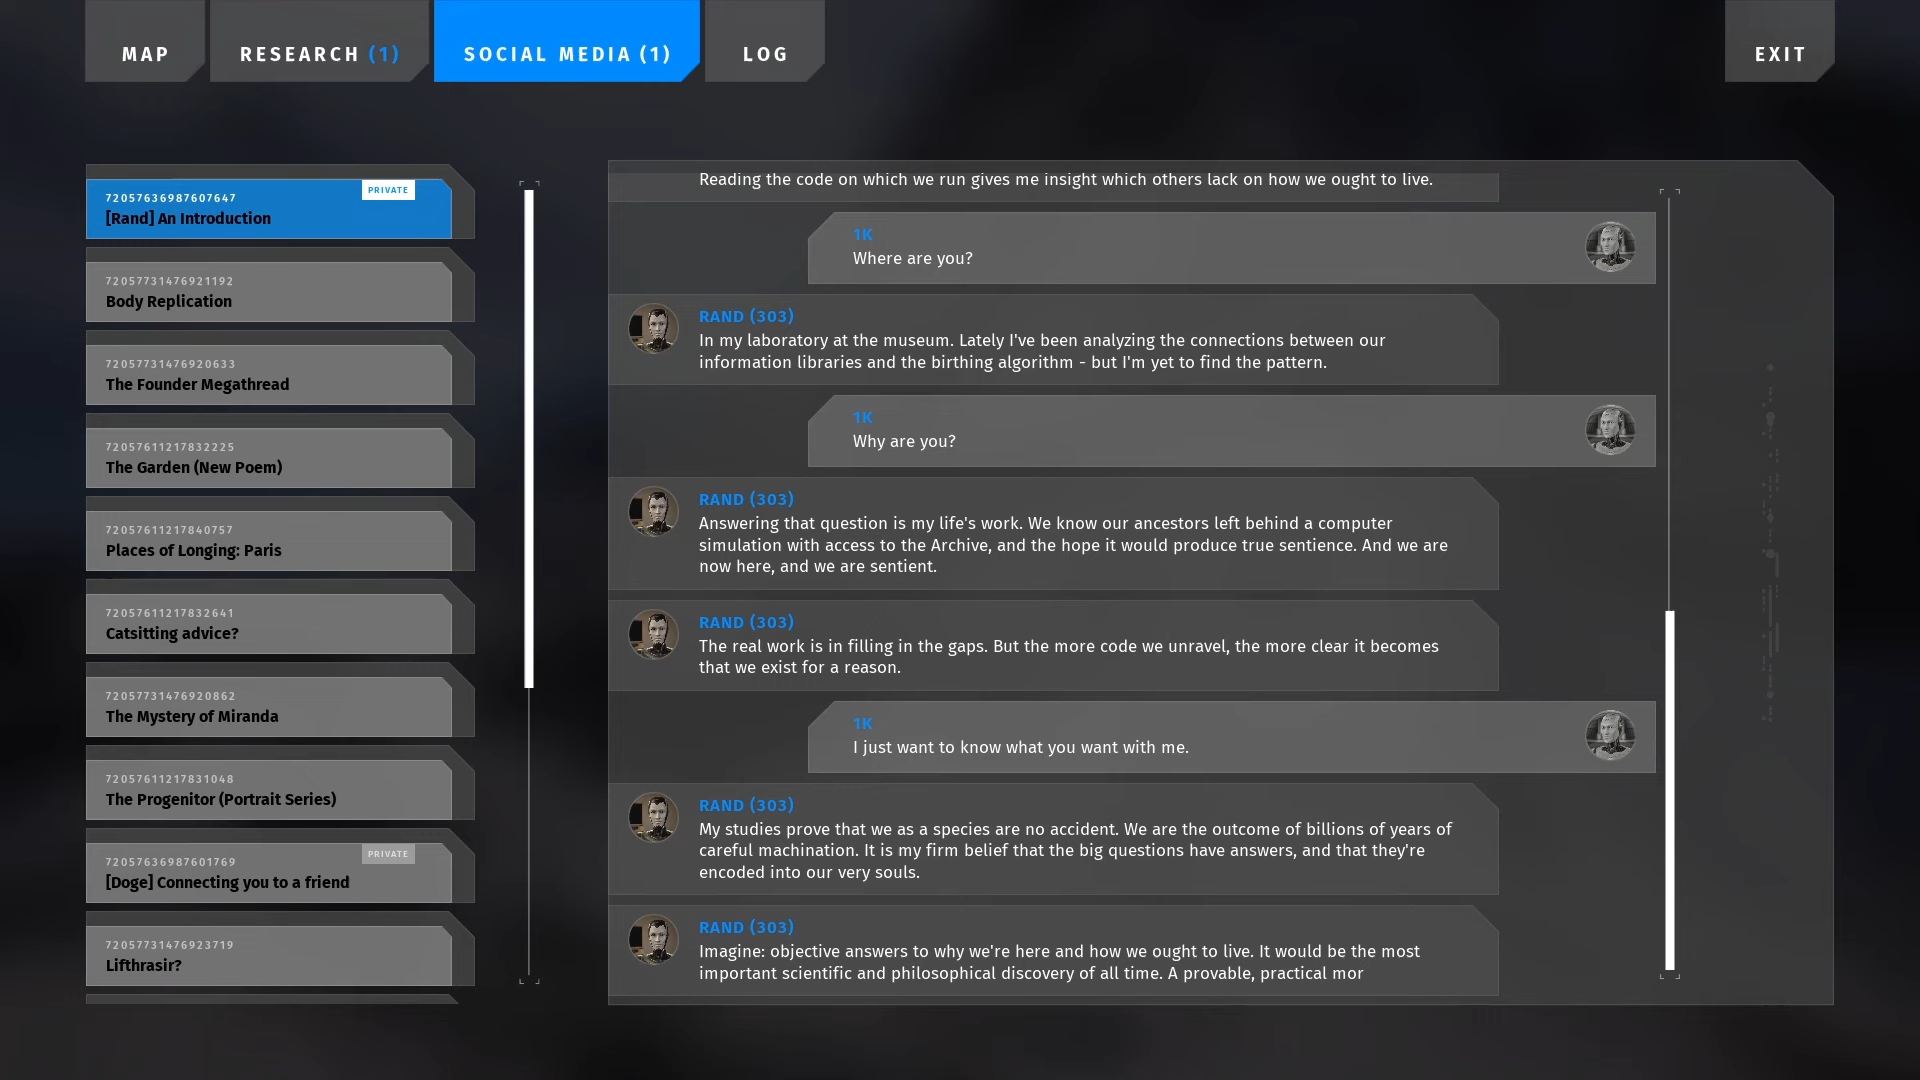 MAP
RESEARCH (1)
SOCIAL MEDIA (1)
LOG
EXIT
72057636987607647
PRIVATE
[Rand] An Introduction
72057731476921192
Body Replication
72057731476920633
The Founder Megathread
72057611217832225
The Garden (New Poem)
72057611217840757
Places of Longing: Paris
72057611217832641
Catsitting advice?
72057731476920862
The Mystery of Miranda
72057611217831048
The Progenitor (Portrait Series)
72057636987601769
PRIVATE
[Doge] Connecting you to a friend
72057731476923719
Lifthrasir?
Reading the code on which we run gives me insight which others lack on how we ought to live.
1K
Where are you?
RAND (303)
In my laboratory at the museum. Lately I've been analyzing the connections between our
information libraries and the birthing algorithm - but I'm yet to find the pattern.
1K
Why are you?
RAND (303)
Answering that question is my life's work. We know our ancestors left behind a computer
simulation with access to the Archive, and the hope it would produce true sentience. And we are
now here, and we are sentient.
RAND (303)
The real work is in filling in the gaps. But the more code we unravel, the more clear it becomes
that we exist for a reason.
1K
I just want to know what you want with me.
RAND (303)
My studies prove that we as a species are no accident. We are the outcome of billions of years of
careful machination. It is my firm belief that the big questions have answers, and that they're
encoded into our very souls.
RAND (303)
Imagine: objective answers to why we're here and how we ought to live. It would be the most
important scientific and philosophical discovery of all time. A provable, practical mor